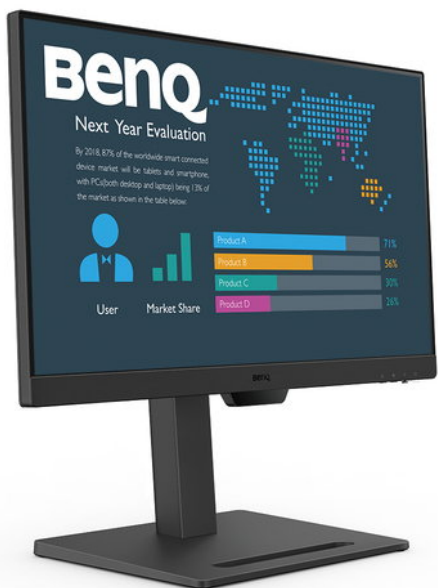 BenQ
Next Year Evaluation
By 2018, 87% of the worldwide smart connected
device market will be tablets and smartphone,
with PCs(both desktop and laptop) being 13% of
the market as shown in the table below:
Product A 71%
Product B 56%
Product C 30%
Product D 26%
User Market Share
BenQ